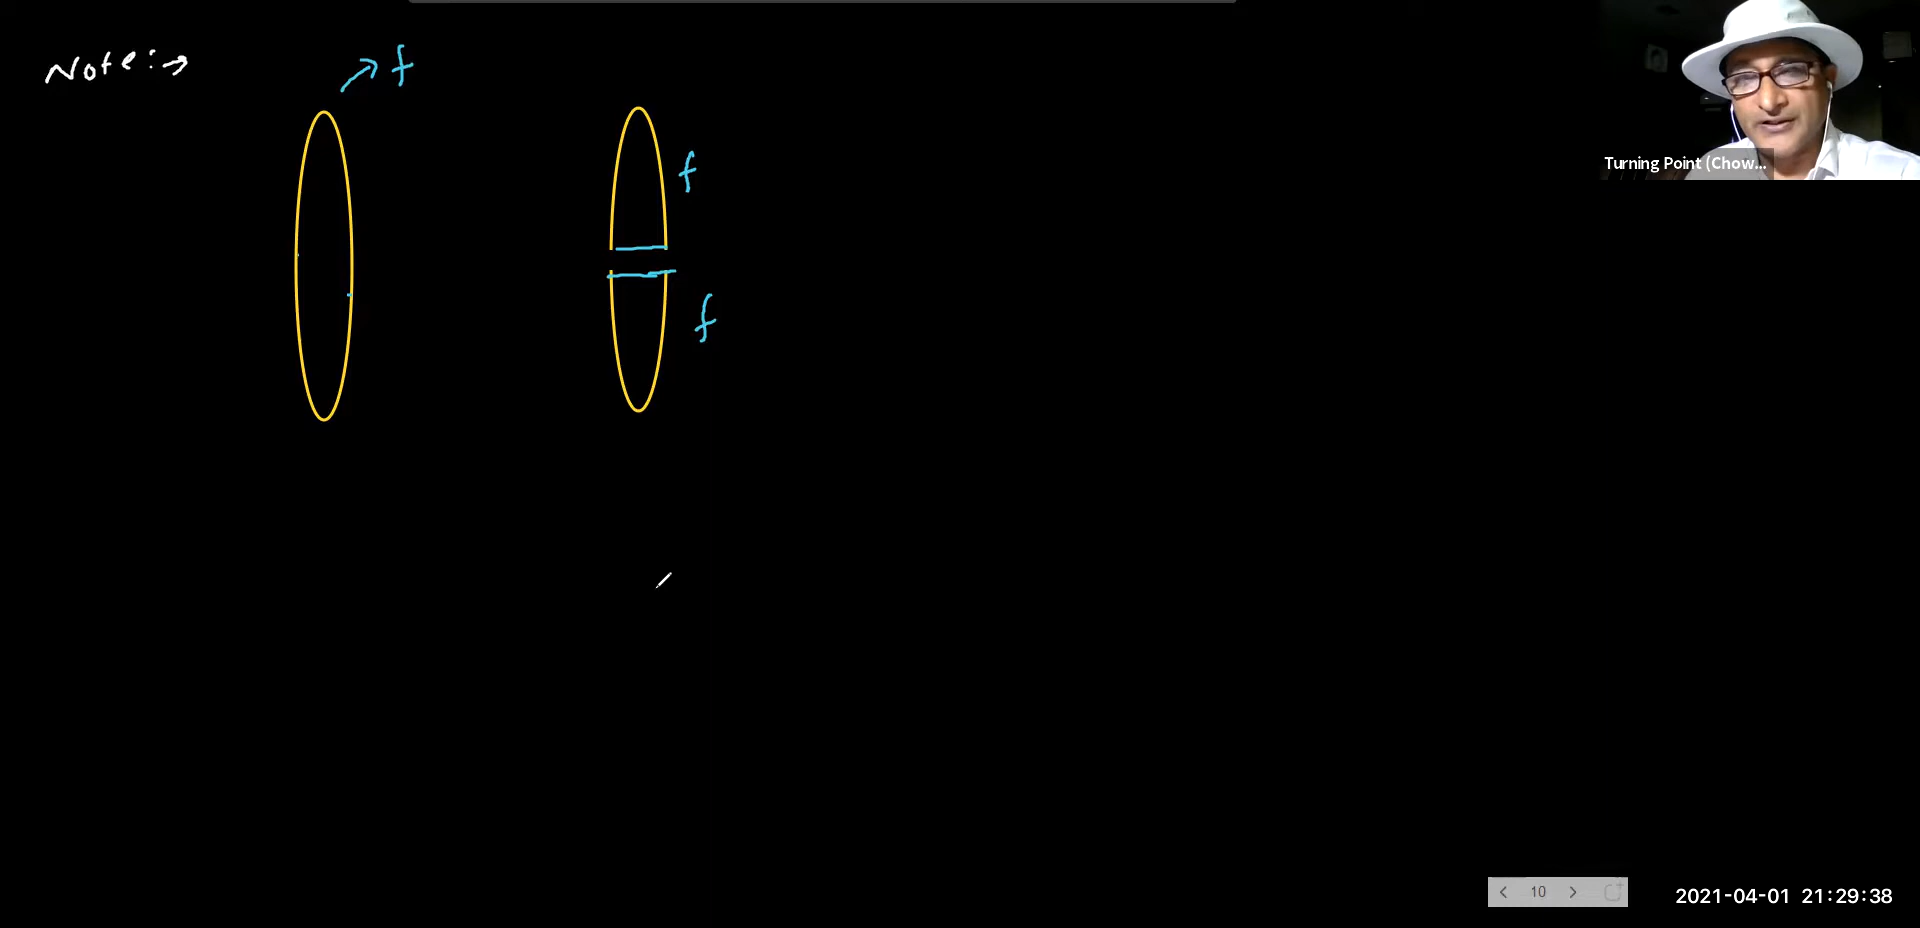 Note:→
→ f
f
f
Turning Point (Chow...
10
2021-04-01 21:29:38